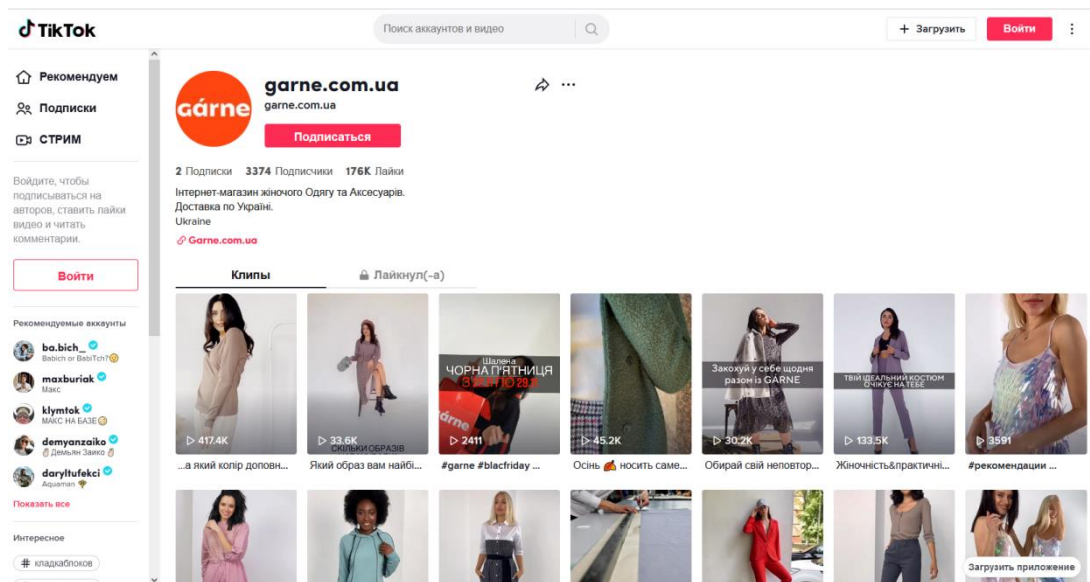 TikTok
Поиск аккаунтов и видео
+ Загрузить
Войти
Рекомендуем
Подписки
СТРИМ
Войдите, чтобы
подписываться на
авторов, ставить лайки
видео и читать
комментарии.
Войти
Рекомендуемые аккаунты
ba.bich_
Babich or BabiTch?
maxburiak
Макс
klymtok
МАКС НА БАЗЕ
demyanzaiko
Демьян Заико
daryltufekci
Aquaman
Показать все
Интересное
# кладкаблоков
gárne
garne.com.ua
garne.com.ua
Подписаться
2 Подписки 3374 Подписчики 176K Лайки
Інтернет-магазин жіночого Одягу та Аксесуарів.
Доставка по Україні.
Ukraine
Garne.com.ua
Клипы
Лайкнул(-а)
417.4K
...а який колір доповн...
СКІЛЬКИ ОБРАЗІВ
33.6K
Який образ вам найбі...
Шалена
ЧОРНА П'ЯТНИЦЯ
gárne
2411
#garne #blacfriday ...
45.2K
Осінь носить саме...
Закохуй у себе щодня
разом із GARNE
30.2K
Обирай свій неповтор...
ТВІЙ ІДЕАЛЬНИЙ КОСТЮМ
ОЧІКУЄ НА ТЕБЕ
133.5K
Жіночність&практичні...
3591
#рекомендации ...
Загрузить приложение